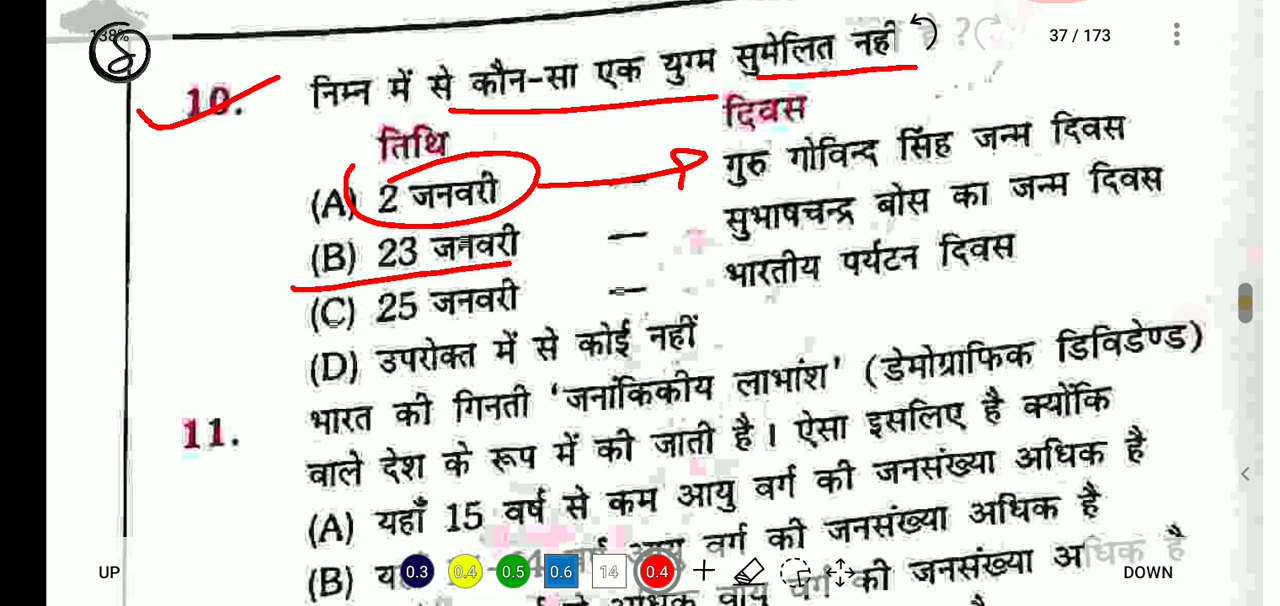 138%
8
37 / 173
10. निम्न में से कौन-सा एक युग्म सुमेलित नहीं है ?
तिथि दिवस
(A) 2 जनवरी — गुरु गोविन्द सिंह जन्म दिवस
(B) 23 जनवरी — सुभाषचन्द्र बोस का जन्म दिवस
(C) 25 जनवरी — भारतीय पर्यटन दिवस
(D) उपरोक्त में से कोई नहीं
11. भारत की गिनती 'जनांकिकीय लाभांश' (डेमोग्राफिक डिविडेण्ड)
वाले देश के रूप में की जाती है। ऐसा इसलिए है क्योंकि
(A) यहाँ 15 वर्ष से कम आयु वर्ग की जनसंख्या अधिक है
(B) वर्ग की जनसंख्या अधिक है
की जनसंख्या अधिक है
UP 0.3 0.4 0.5 0.6 14 0.4 DOWN